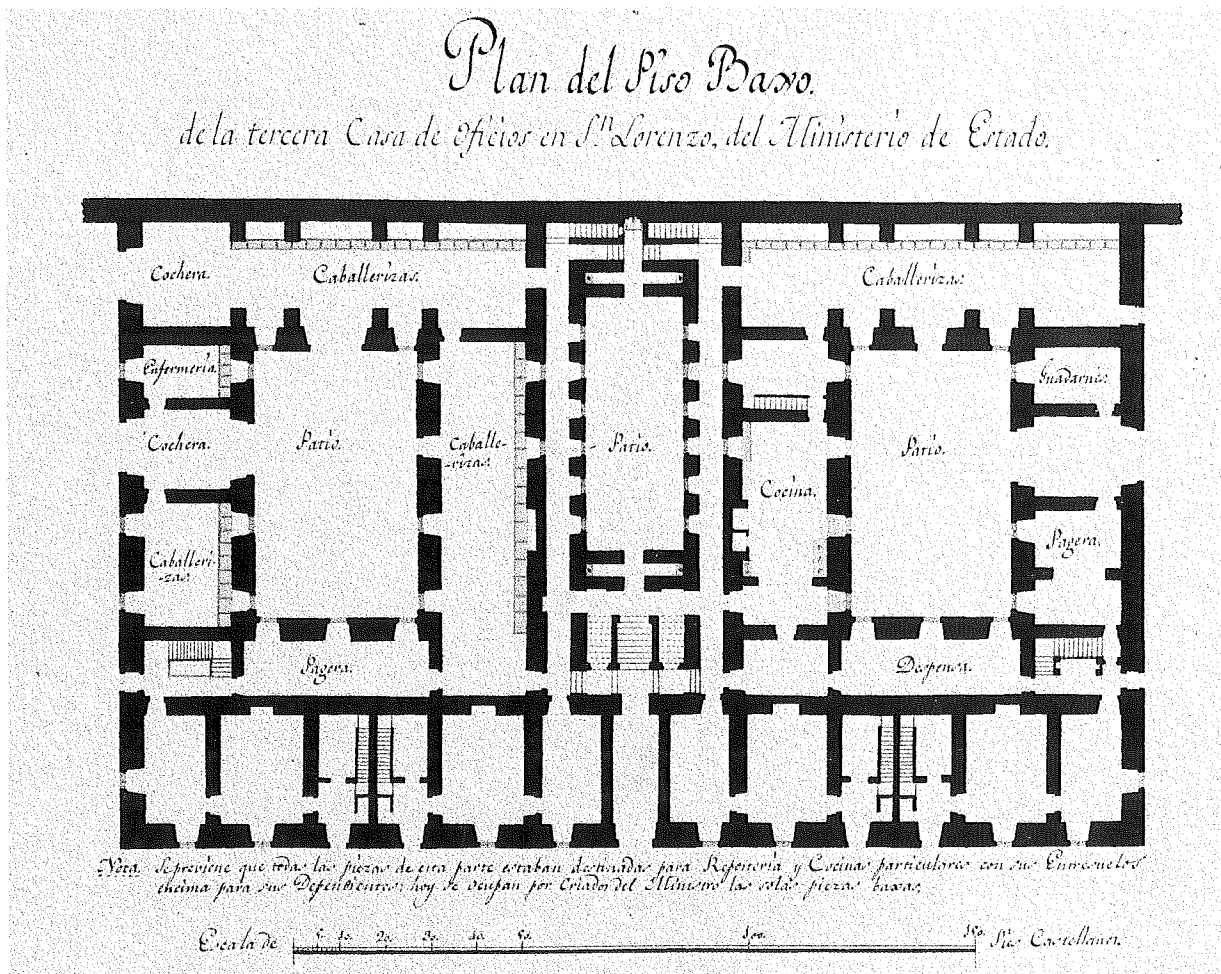 Plan del Piso Baxo.
de la tercera Casa de Oficios en Sn. Lorenzo, del Ministerio de Estado.
Cochera.
Caballerizas.
Caballerizas.
Enfermeria.
Guadarnes.
Cochera.
Patio.
Caballe-
-rizas.
Patio.
Patio.
Cocina.
Caballeri-
-zas.
Pagera.
Pagera.
Despensa.
Nota. Se previene que todas las piezas de esta parte estaban destinadas para Reposteria y Cocinas particulares con sus Entresuelos
encima para sus Dependientes; hoy se ocupan por Criados del Ministro las solas piezas baxas.
Escala de 5. 10. 20. 30. 40. 50. 100. 150. Pies Castellanos.